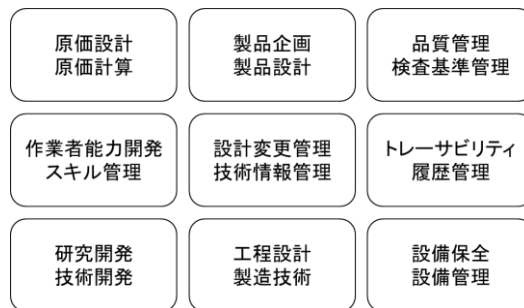 原価設計
原価計算
製品企画
製品設計
品質管理
検査基準管理
作業者能力開発
スキル管理
設計変更管理
技術情報管理
トレーサビリティ
履歴管理
研究開発
技術開発
工程設計
製造技術
設備保全
設備管理